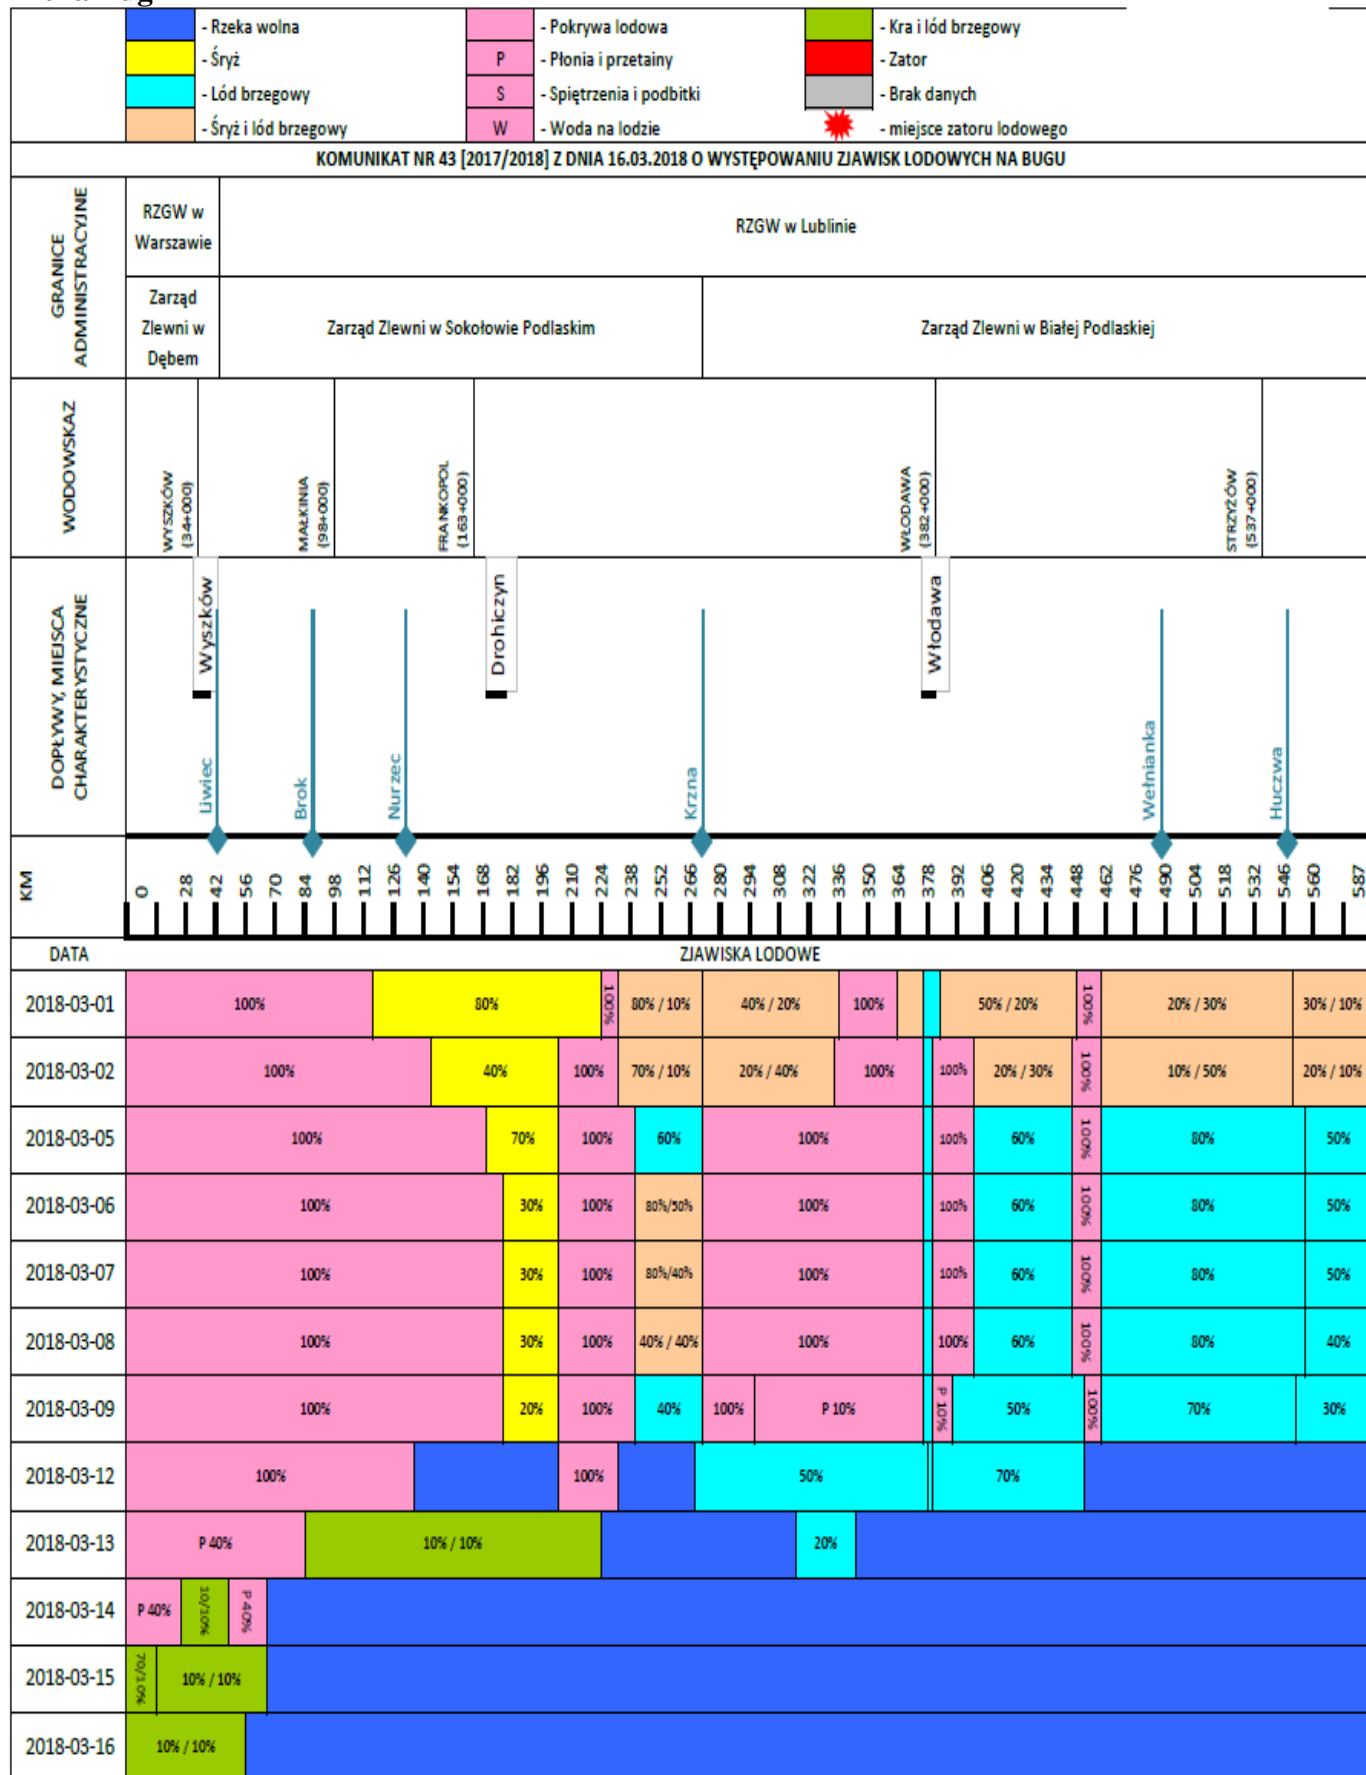 - Rzeka wolna
- Pokrywa lodowa
- Kra i lód brzegowy
- Śryż
P
- Płonia i przetainy
- Zator
- Lód brzegowy
S
- Spiętrzenia i podbitki
- Brak danych
- Śryż i lód brzegowy
W
- Woda na lodzie
- miejsce zatoru lodowego
KOMUNIKAT NR 43 [2017/2018] Z DNIA 16.03.2018 O WYSTĘPOWANIU ZJAWISK LODOWYCH NA BUGU
GRANICE
ADMINISTRACYJNE
RZGW w
Warszawie
RZGW w Lublinie
Zarząd
Zlewni w
Dębem
Zarząd Zlewni w Sokołowie Podlaskim
Zarząd Zlewni w Białej Podlaskiej
WODOWSKAZ
WYSZKÓW
(34+000)
MAŁKINIA
(98+000)
FRANKOPOL
(163+000)
WŁODAWA
(382+000)
STRZYŻÓW
(537+000)
DOPŁYWY, MIEJSCA
CHARAKTERYSTYCZNE
Wyszków
Drohiczyn
Włodawa
Liwiec
Brok
Nurzec
Krzna
Wełnianka
Huczwa
KM
0 28 42 56 70 84 98 112 126 140 154 168 182 196 210 224 238 252 266 280 294 308 322 336 350 364 378 392 406 420 434 448 462 476 490 504 518 532 546 560 587
DATA
ZJAWISKA LODOWE
2018-03-01 100% 80% 100% 80% / 10% 40% / 20% 100% 50% / 20% 100% 20% / 30% 30% / 10%
2018-03-02 100% 40% 100% 70% / 10% 20% / 40% 100% 100% 20% / 30% 100% 10% / 50% 20% / 10%
2018-03-05 100% 70% 100% 60% 100% 100% 60% 100% 80% 50%
2018-03-06 100% 30% 100% 80%/50% 100% 100% 60% 100% 80% 50%
2018-03-07 100% 30% 100% 80%/40% 100% 100% 60% 100% 80% 50%
2018-03-08 100% 30% 100% 40% / 40% 100% 100% 60% 100% 80% 40%
2018-03-09 100% 20% 100% 40% 100% P 10% P 10% 50% 100% 70% 30%
2018-03-12 100% 100% 50% 70%
2018-03-13 P 40% 10% / 10% 20%
2018-03-14 P 40% 10/10% P 40%
2018-03-15 70/10% 10% / 10%
2018-03-16 10% / 10%